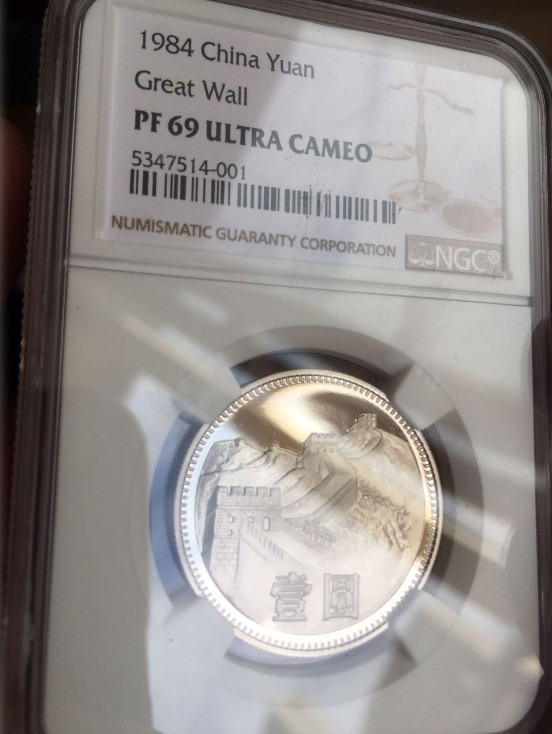 1984 China Yuan
Great Wall
PF 69 ULTRA CAMEO
5347514-001
NUMISMATIC GUARANTY CORPORATION
NGC®
壹圆